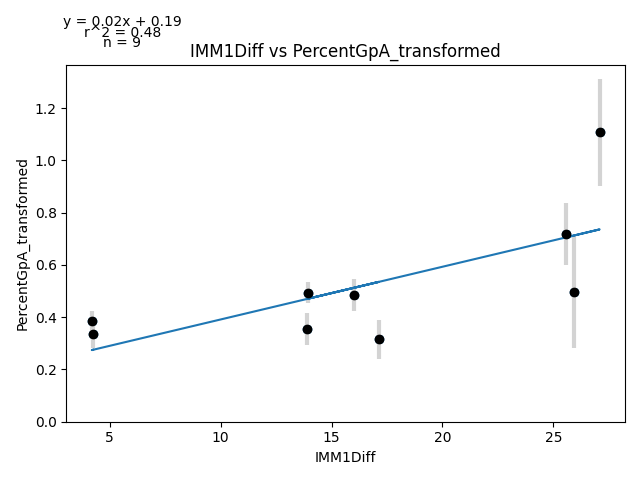 y = 0.02x + 0.19
r^2 = 0.48
n = 9
IMM1Diff vs PercentGpA_transformed
PercentGpA_transformed
1.2
1.0
0.8
0.6
0.4
0.2
0.0
5 10 15 20 25
IMM1Diff